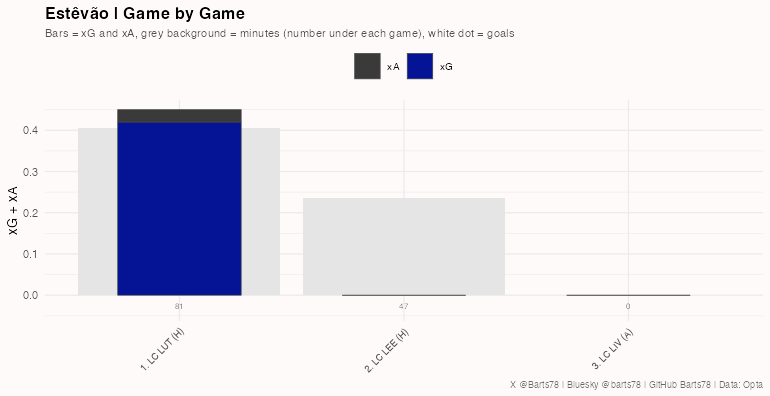 Estêvão | Game by Game
Bars = xG and xA, grey background = minutes (number under each game), white dot = goals
xA xG
xG + xA
0.4
0.3
0.2
0.1
0.0
81 47 0
1. LC LUT (H) 2. LC LEE (H) 3. LC LIV (A)
X @Barts78 | Bluesky @barts78 | GitHub Barts78 | Data: Opta